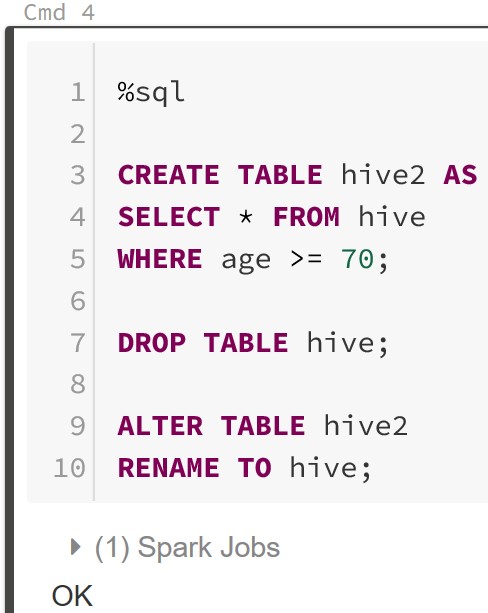 Cmd 4
1 %sql
2
3 CREATE TABLE hive2 AS
4 SELECT * FROM hive
5 WHERE age >= 70;
6
7 DROP TABLE hive;
8
9 ALTER TABLE hive2
10 RENAME TO hive;
(1) Spark Jobs
OK